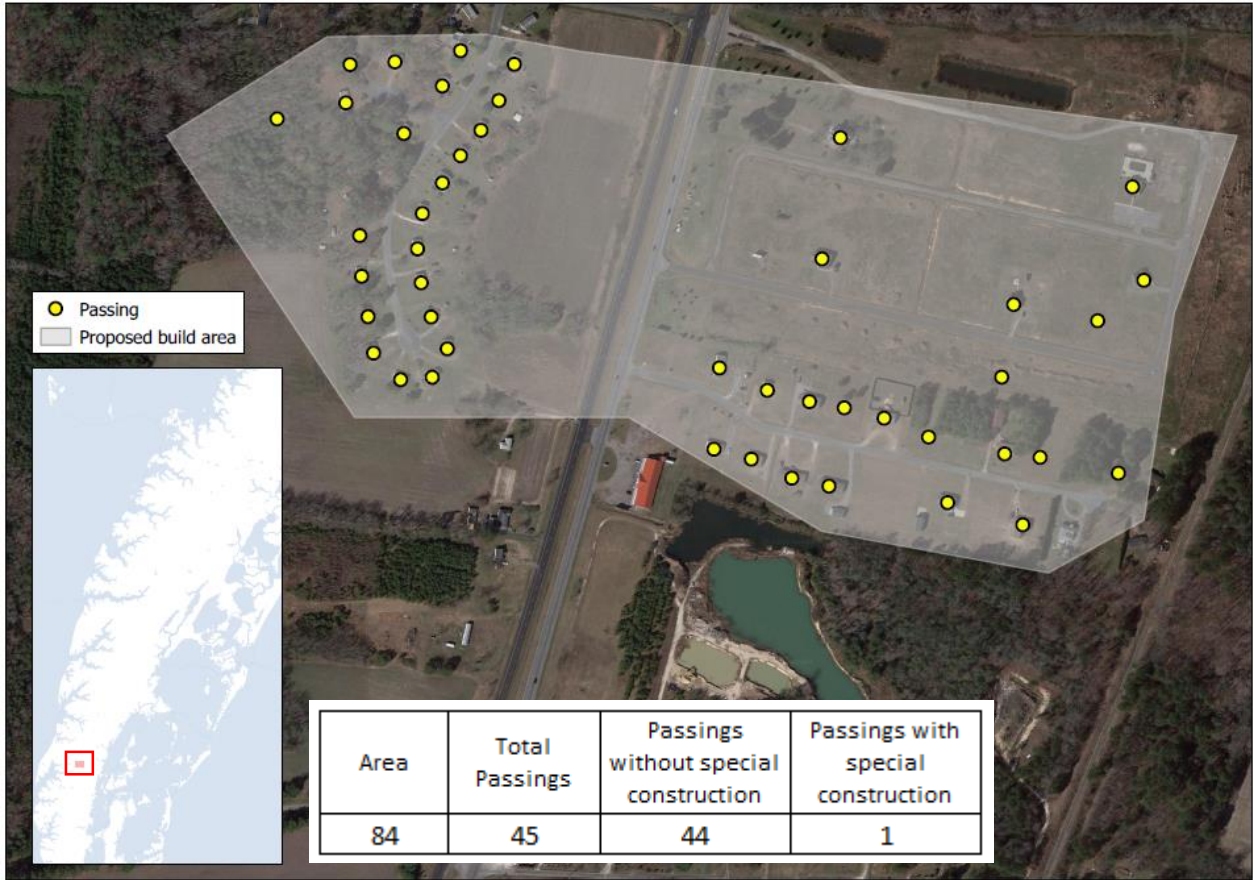 Passing
Proposed build area
Area
Total
Passings
Passings
without special
construction
Passings with
special
construction
84
45
44
1